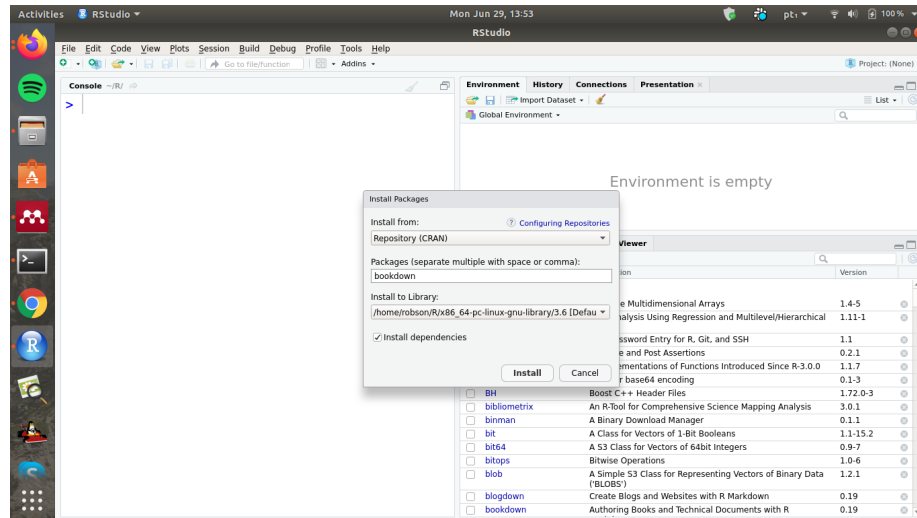 Activities RStudio Mon Jun 29, 13:53 pt₁ 100 %
RStudio
File Edit Code View Plots Session Build Debug Profile Tools Help
Go to file/function Addins Project: (None)
Console ~/R/
>
Environment History Connections Presentation
Import Dataset List
Global Environment
Environment is empty
Install Packages
Install from: ? Configuring Repositories
Repository (CRAN)
Packages (separate multiple with space or comma):
bookdown
Install to Library:
/home/robson/R/x86_64-pc-linux-gnu-library/3.6 [Defau
Install dependencies
Install Cancel
Viewer
ion Version
e Multidimensional Arrays 1.4-5
nalysis Using Regression and Multilevel/Hierarchical 1.11-1
ssword Entry for R, Git, and SSH 1.1
e and Post Assertions 0.2.1
ementations of Functions Introduced Since R-3.0.0 1.1.7
r base64 encoding 0.1-3
BH Boost C++ Header Files 1.72.0-3
bibliometrix An R-Tool for Comprehensive Science Mapping Analysis 3.0.1
binman A Binary Download Manager 0.1.1
bit A Class for Vectors of 1-Bit Booleans 1.1-15.2
bit64 A S3 Class for Vectors of 64bit Integers 0.9-7
bitops Bitwise Operations 1.0-6
blob A Simple S3 Class for Representing Vectors of Binary Data 1.2.1
('BLOBS')
blogdown Create Blogs and Websites with R Markdown 0.19
bookdown Authoring Books and Technical Documents with R 0.19